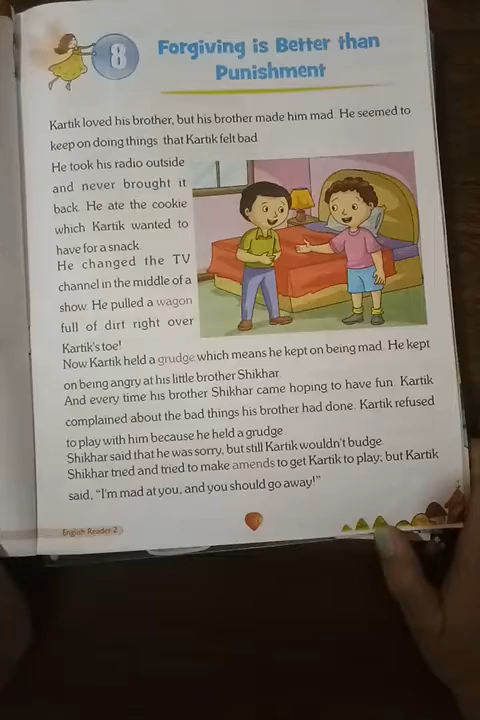 8
Forgiving is Better than
Punishment
Kartik loved his brother, but his brother made him mad. He seemed to
keep on doing things that Kartik felt bad.
He took his radio outside
and never brought it
back. He ate the cookie
which Kartik wanted to
have for a snack.
He changed the TV
channel in the middle of a
show. He pulled a wagon
full of dirt right over
Kartik's toe!
Now Kartik held a grudge which means he kept on being mad. He kept
on being angry at his little brother Shikhar.
And every time his brother Shikhar came hoping to have fun. Kartik
complained about the bad things his brother had done. Kartik refused
to play with him because he held a grudge.
Shikhar said that he was sorry, but still Kartik wouldn't budge.
Shikhar tried and tried to make amends to get Kartik to play; but Kartik
said, "I'm mad at you, and you should go away!"
English Reader 2